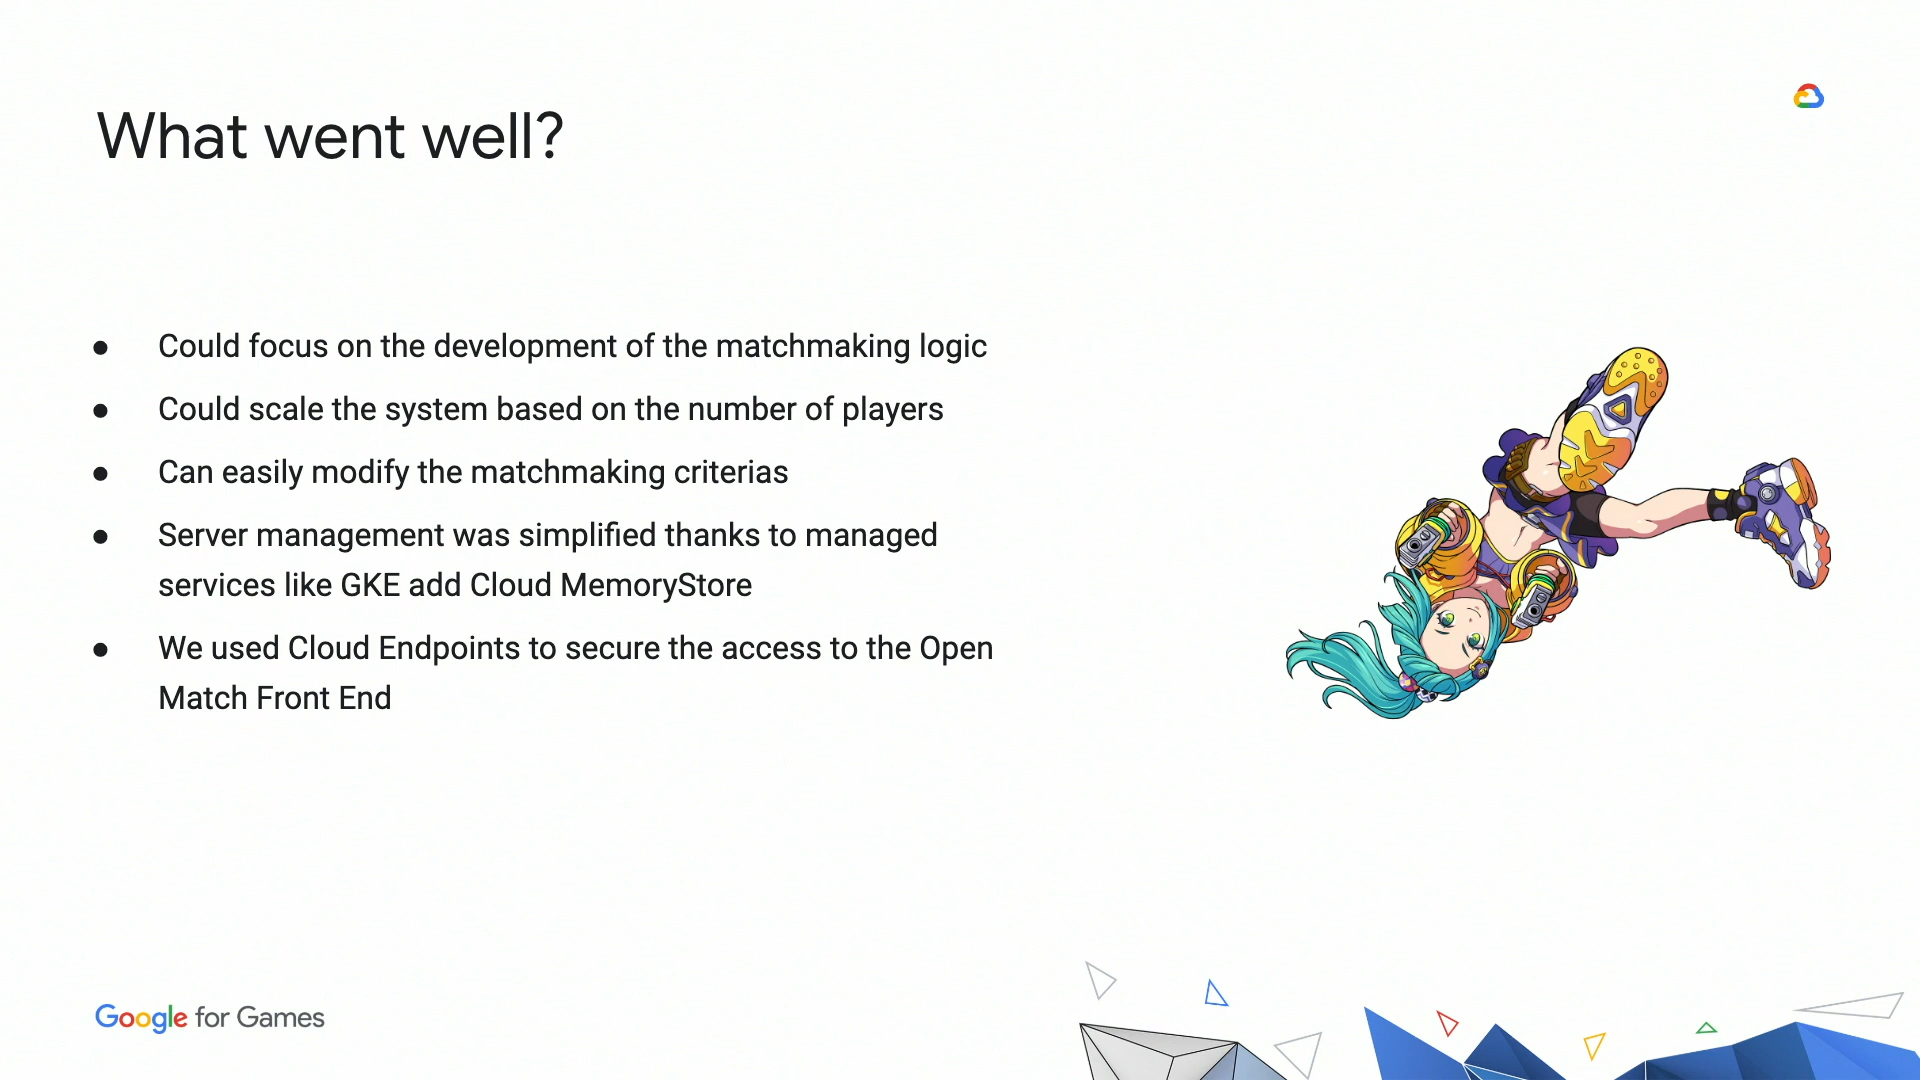 What went well?
● Could focus on the development of the matchmaking logic
● Could scale the system based on the number of players
● Can easily modify the matchmaking criterias
● Server management was simplified thanks to managed
services like GKE add Cloud MemoryStore
● We used Cloud Endpoints to secure the access to the Open
Match Front End
Google for Games